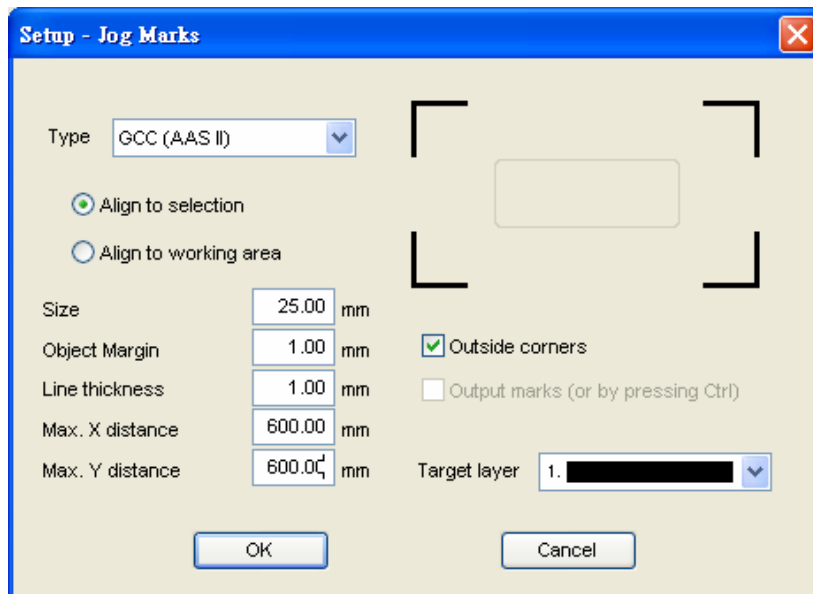 Setup - Jog Marks
Type GCC (AAS II)
Align to selection
Align to working area
Size 25.00 mm
Object Margin 1.00 mm
Line thickness 1.00 mm
Max. X distance 600.00 mm
Max. Y distance 600.00 mm
Outside corners
Output marks (or by pressing Ctrl)
Target layer 1.
OK
Cancel